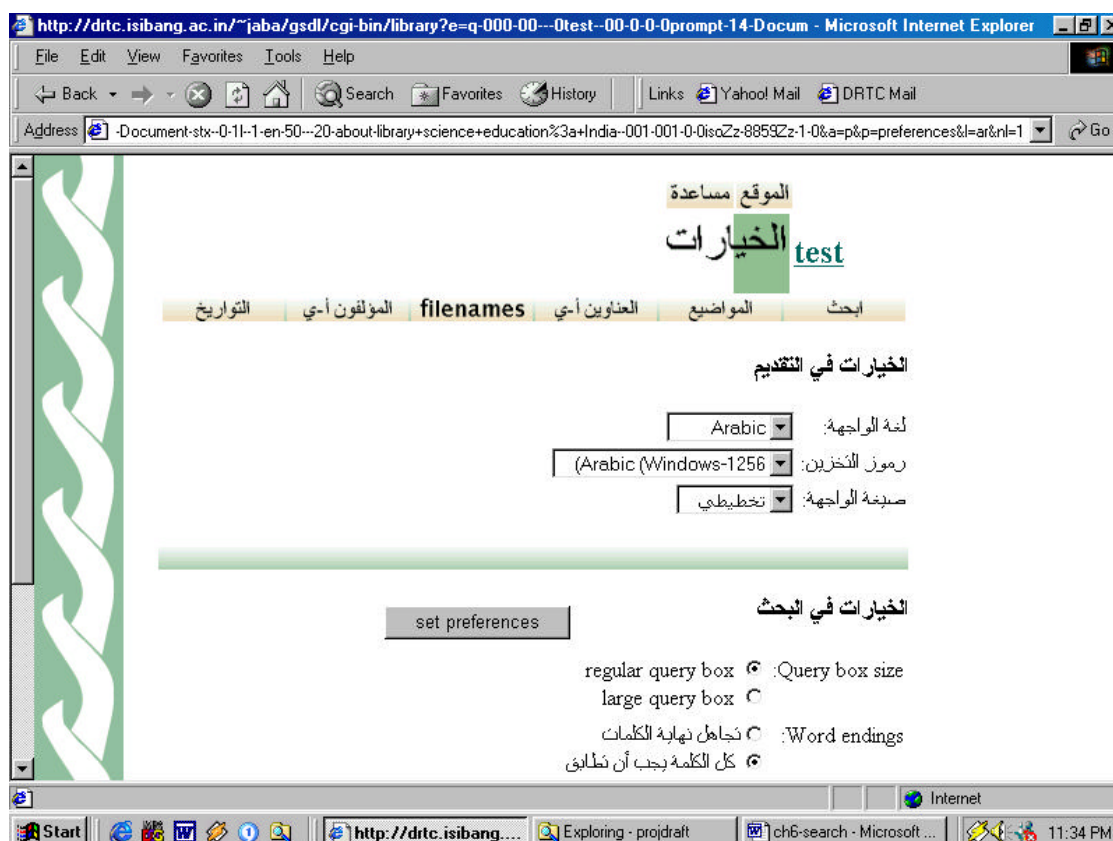 http://drtc.isibang.ac.in/~jaba/gsdl/cgi-bin/library?e=q-000-00---0test--00-0-0-0prompt-14-Docum - Microsoft Internet Explorer
File Edit View Favorites Tools Help
Back Search Favorites History Links Yahoo! Mail DRTC Mail
Address -Document-stx--0-1l--1-en-50---20-about-library+science+education%3a+India--001-001-0-0isoZz-8859Zz-1-0&a=p&p=preferences&l=ar&nl=1 Go
الموقع مساعدة
test الخيارات
ابحث المواضيع العناوين أ-ي filenames المؤلفون أ-ي التواريخ
الخيارات في التقديم
لغة الواجهة: Arabic
رموز التخزين: (Arabic (Windows-1256
صيغة الواجهة: تخطيطي
الخيارات في البحث
set preferences
:Query box size regular query box
large query box
:Word endings تجاهل نهاية الكلمات
كل الكلمة يجب أن تطابق
Internet
Start http://drtc.isibang.... Exploring - projdraft ch6-search - Microsoft ... 11:34 PM